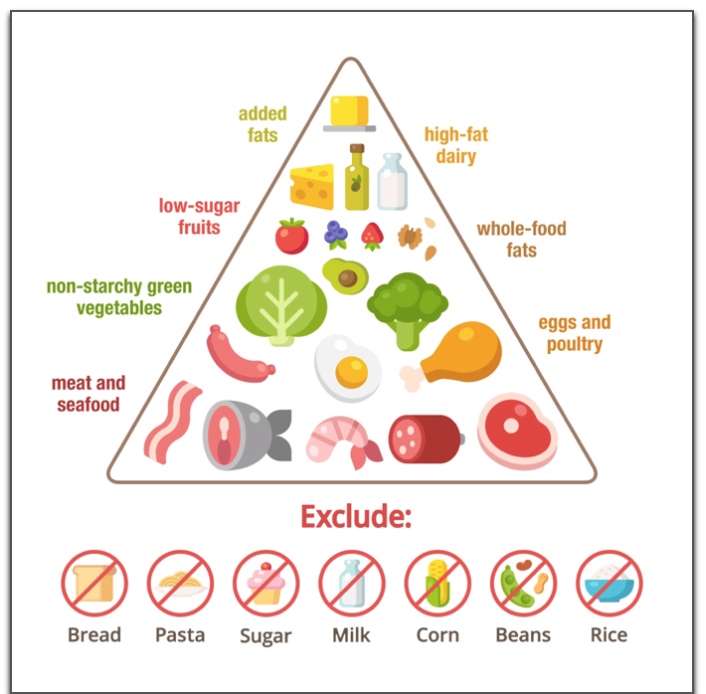 added
fats
high-fat
dairy
low-sugar
fruits
whole-food
fats
non-starchy green
vegetables
eggs and
poultry
meat and
seafood
Exclude:
Bread Pasta Sugar Milk Corn Beans Rice